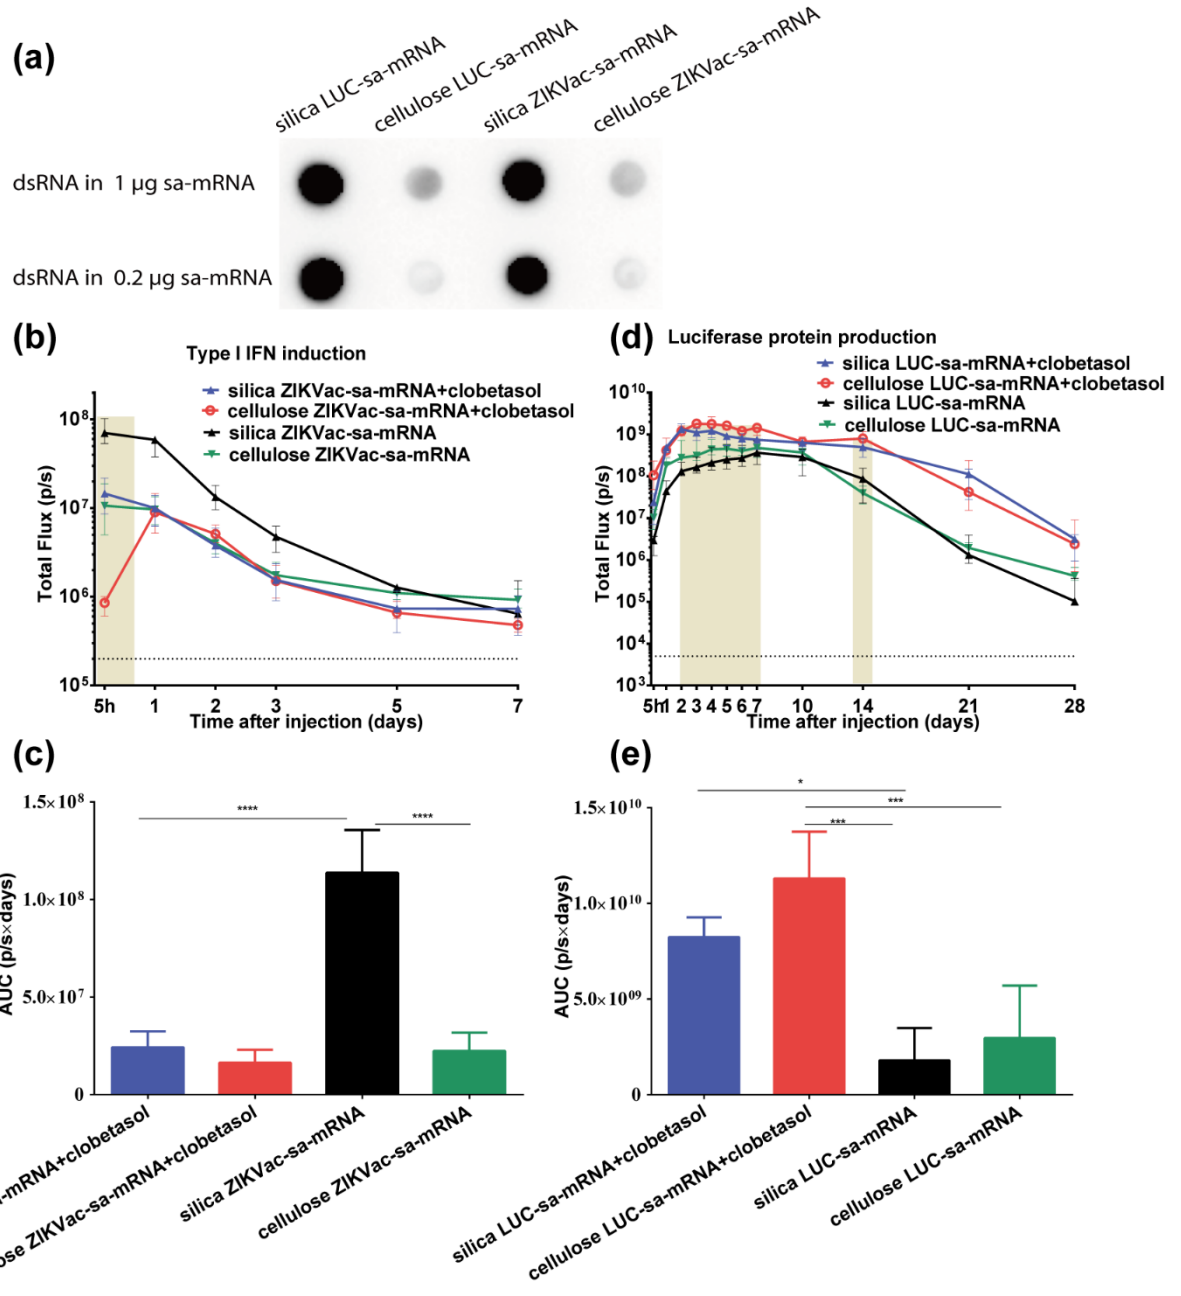 (a)
silica LUC-sa-mRNA
cellulose LUC-sa-mRNA
silica ZIKVac-sa-mRNA
cellulose ZIKVac-sa-mRNA
dsRNA in 1 µg sa-mRNA
dsRNA in 0.2 µg sa-mRNA
(b)
Type I IFN induction
silica ZIKVac-sa-mRNA+clobetasol
cellulose ZIKVac-sa-mRNA+clobetasol
silica ZIKVac-sa-mRNA
cellulose ZIKVac-sa-mRNA
Total Flux (p/s)
10⁸
10⁷
10⁶
10⁵
5h 1 2 3 5 7
Time after injection (days)
(d)
Luciferase protein production
silica LUC-sa-mRNA+clobetasol
cellulose LUC-sa-mRNA+clobetasol
silica LUC-sa-mRNA
cellulose LUC-sa-mRNA
Total Flux (p/s)
10¹⁰
10⁹
10⁸
10⁷
10⁶
10⁵
10⁴
10³
5h1 2 3 4 5 6 7 10 14 21 28
Time after injection (days)
(c)
AUC (p/s×days)
1.5×10⁸
1.0×10⁸
5.0×10⁷
0
****
****
-mRNA+clobetasol
ose ZIKVac-sa-mRNA+clobetasol
silica ZIKVac-sa-mRNA
cellulose ZIKVac-sa-mRNA
(e)
AUC (p/s×days)
1.5×10¹⁰
1.0×10¹⁰
5.0×10⁰⁹
0
*
***
***
silica LUC-sa-mRNA+clobetasol
cellulose LUC-sa-mRNA+clobetasol
silica LUC-sa-mRNA
cellulose LUC-sa-mRNA